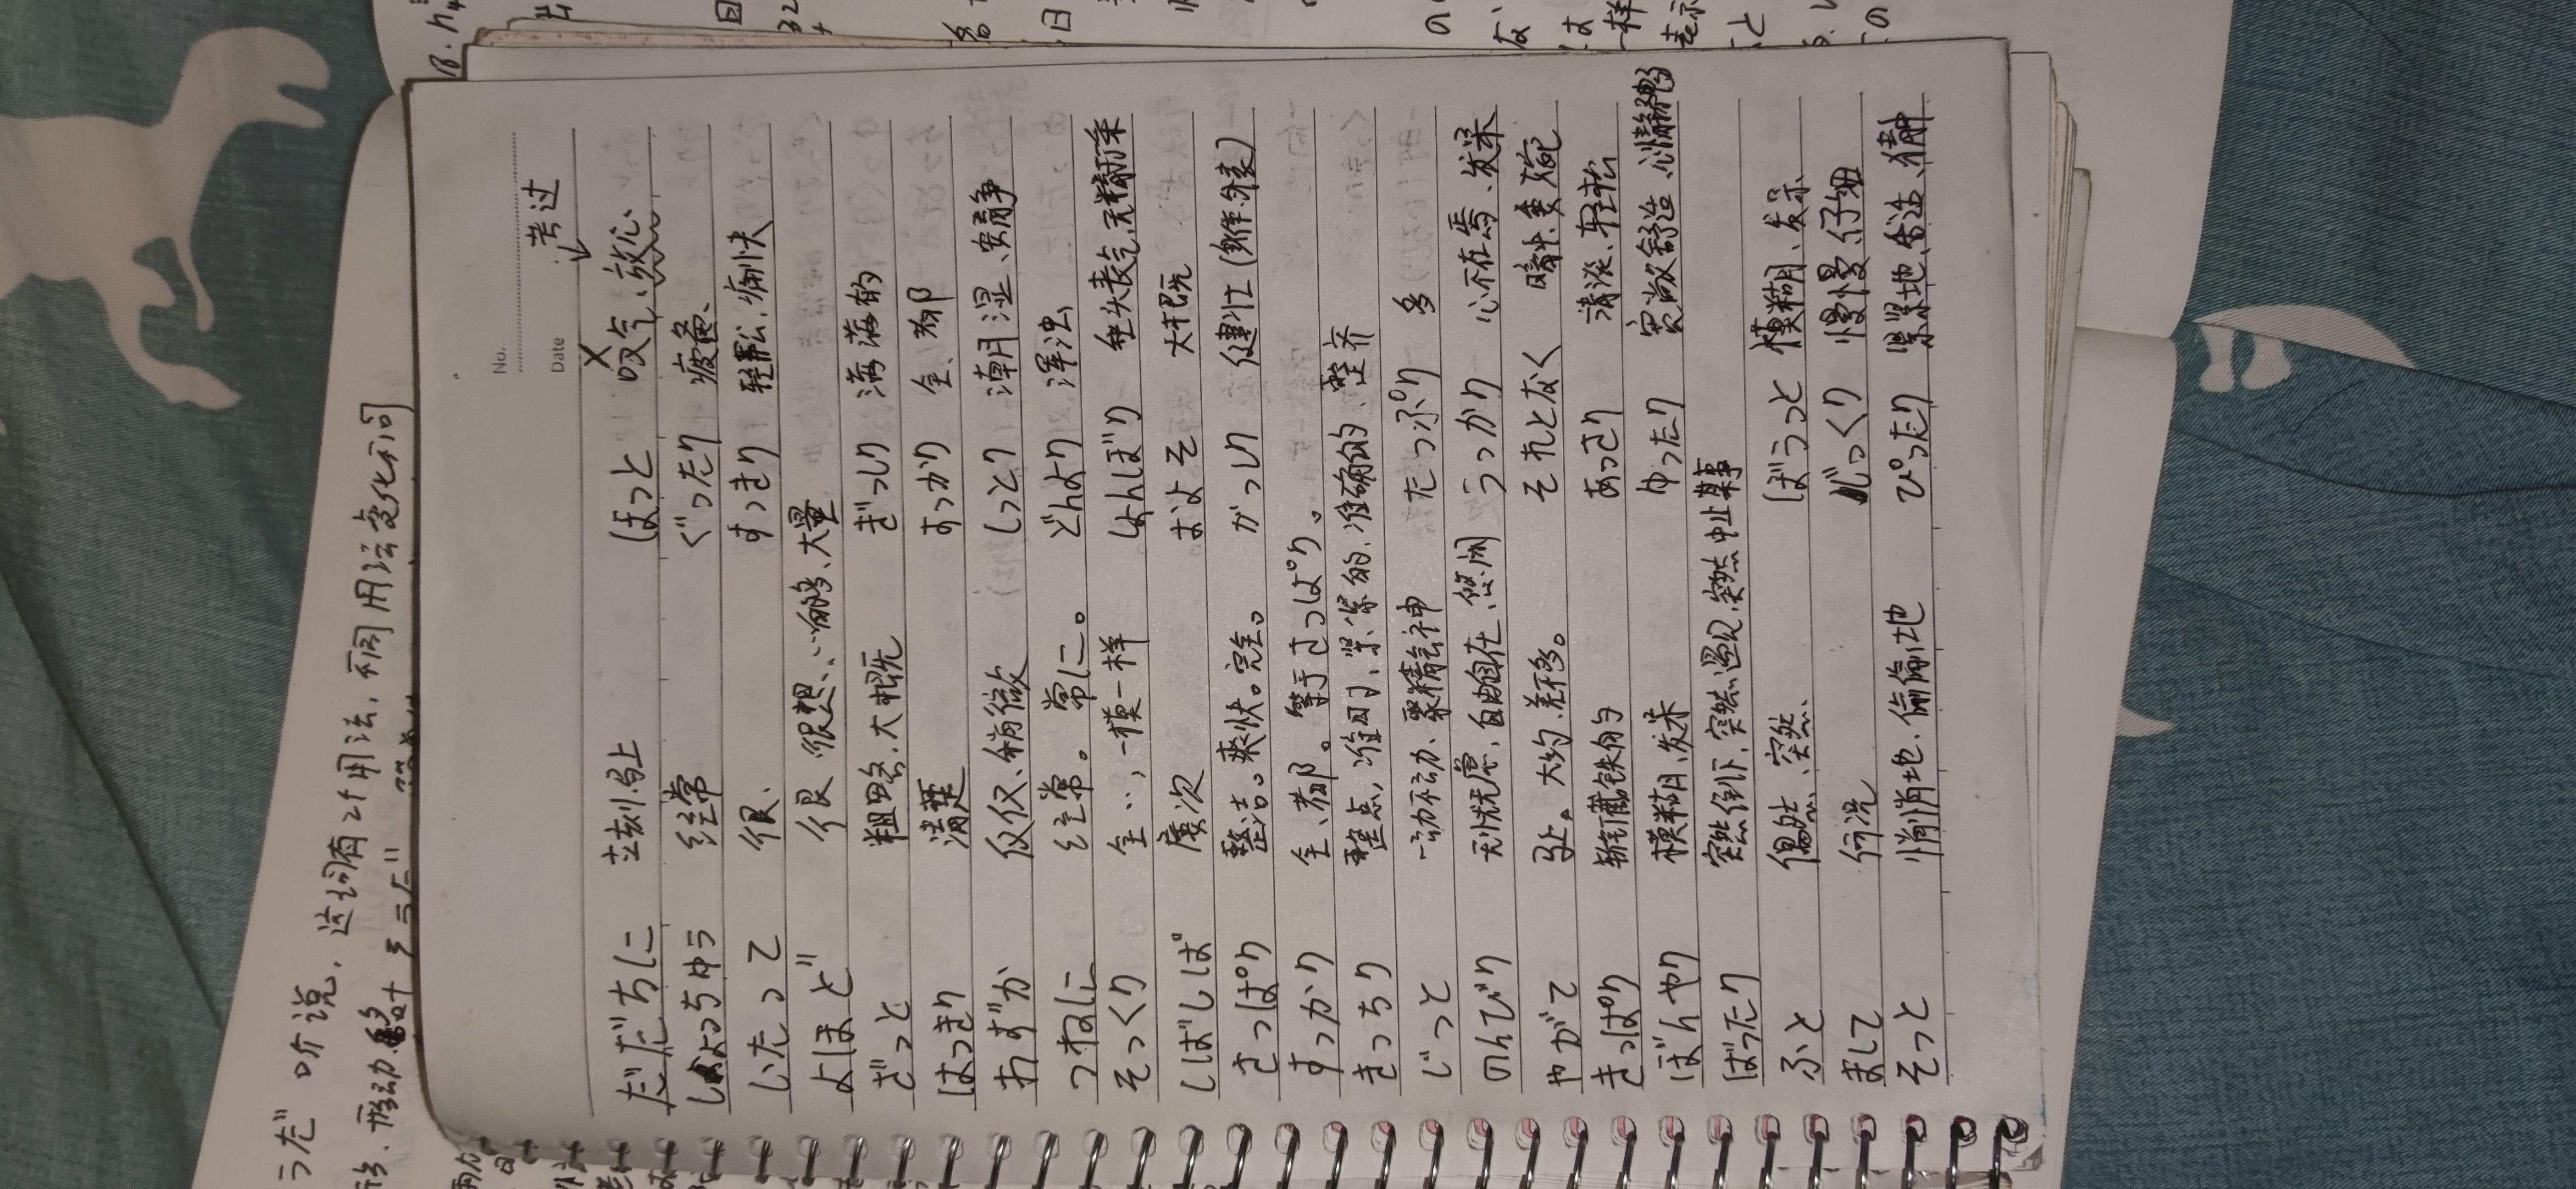 うだ 听说，这词有2个用法，不同用法变化不同
No.
Date
考过
だだちに 立刻、马上 ほっと 叹气、放心
しょっちゅう 经常 ぐったり 疲惫、
いたって 很、 すっきり 轻松、痛快
よほど 很 很想、…的多、大量
ざっと 粗略、大概 ぎっしり 满满的
はっきり 清楚 すっかり 全、都
わずか 仅仅、稍微 しっとり 潮湿、安静
つねに 经常。常に。 どんより 浑浊
そっくり 全…，一模一样 しょんぼり 垂头丧气、无精打采
しばしば 屡次 およそ 大概
さっぱり 整洁。爽快。完全。 がっしり 健壮（身体、外表）
すっかり 全、都。等于さっぱり。
きっちり 整点，准时，紧紧的、准确的、整齐
じっと 一动不动、聚精会神 たっぷり 多
のんびり 无忧无虑，自由自在、悠闲 うっかり 心不在焉、发呆
やがて 马上。大约、差不多。 それとなく 暗中、委婉
きっぱり 斩钉截铁的 あっさり 清淡、轻松
ぼんやり 模糊、发呆 ゆったり 宽敞舒适、心情舒畅
ばったり 突然倒下，突然遇见、突然中止某事
ふと 偶然、突然、 ぼうっと 模糊、发呆
まして 何况 じっくり 慢慢、仔细
そっと 悄悄地、偷偷地 ぴったり 紧紧地、合适、猜中